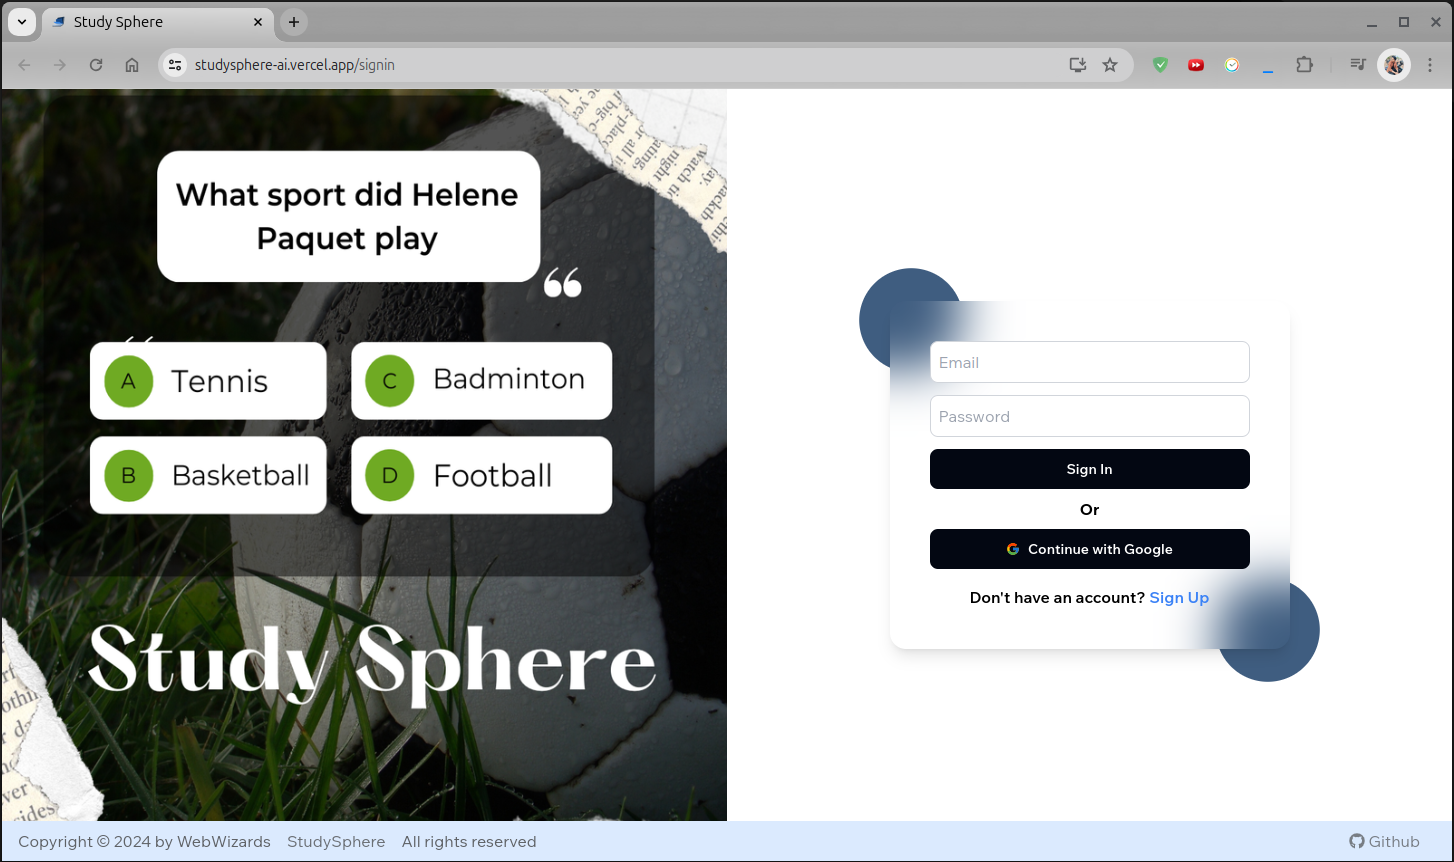 Study Sphere
studysphere-ai.vercel.app/signin
What sport did Helene
Paquet play
A Tennis
C Badminton
B Basketball
D Football
Study Sphere
Email
Password
Sign In
Or
Continue with Google
Don't have an account? Sign Up
Copyright © 2024 by WebWizards StudySphere All rights reserved
Github